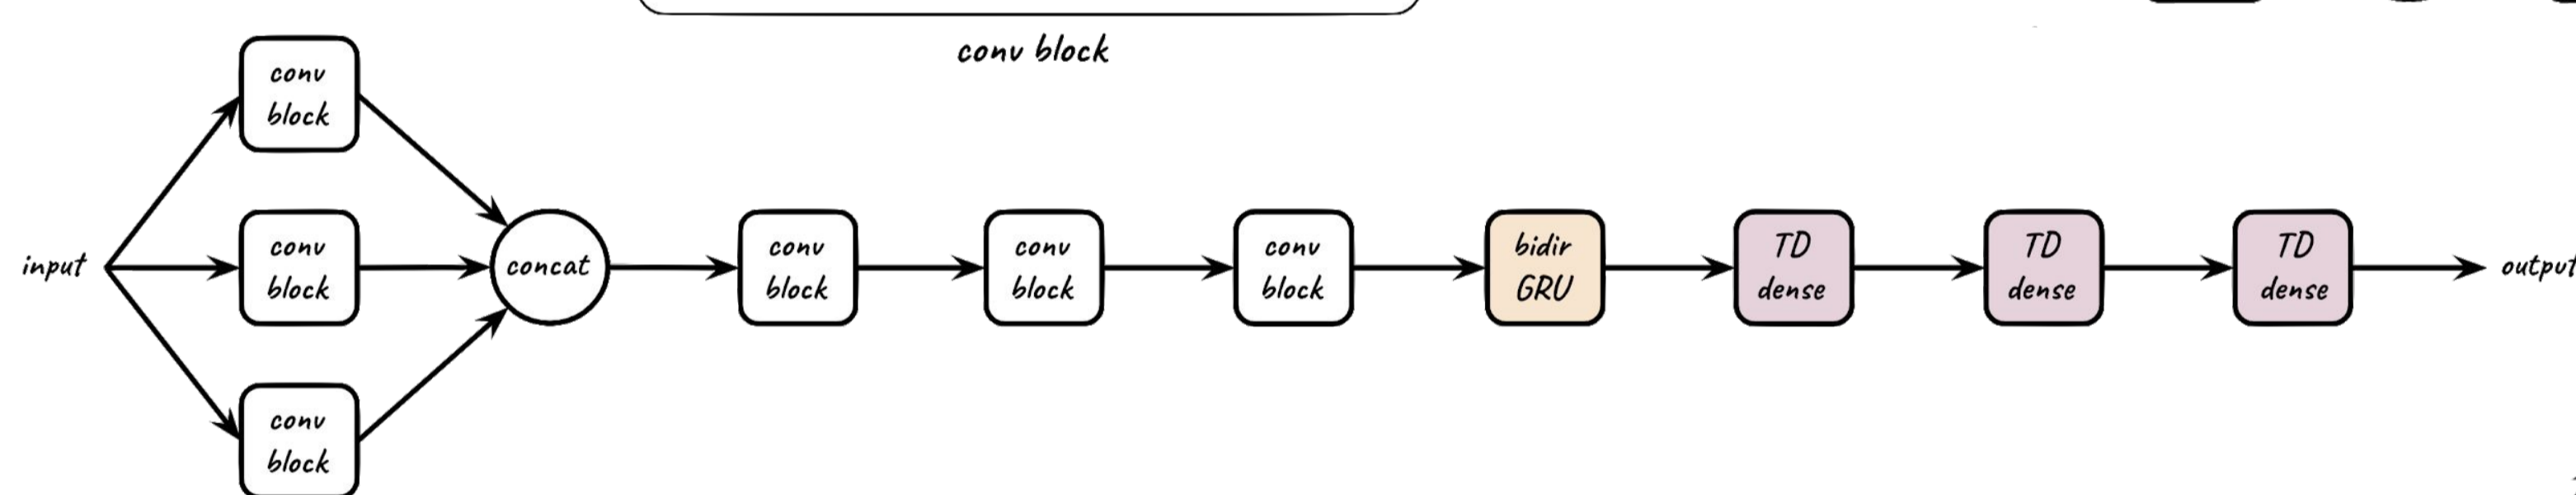 conv block
conv
block
input
conv
block
concat
conv
block
conv
block
conv
block
conv
block
bidir
GRU
TD
dense
TD
dense
TD
dense
output